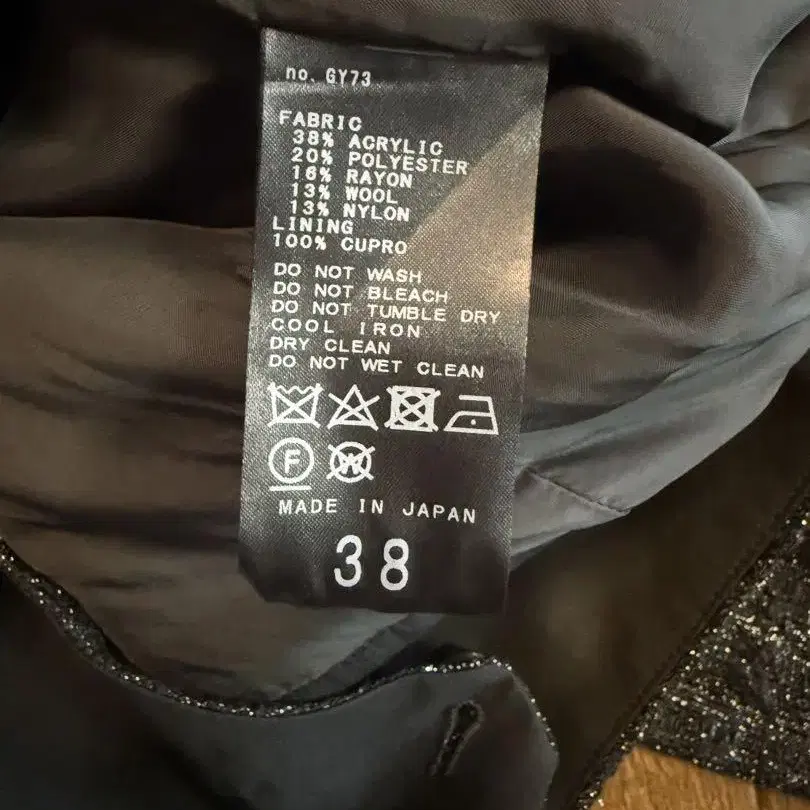 no. GY73
FABRIC
38% ACRYLIC
20% POLYESTER
16% RAYON
13% WOOL
13% NYLON
LINING
100% CUPRO
DO NOT WASH
DO NOT BLEACH
DO NOT TUMBLE DRY
COOL IRON
DRY CLEAN
DO NOT WET CLEAN
F W
MADE IN JAPAN
38